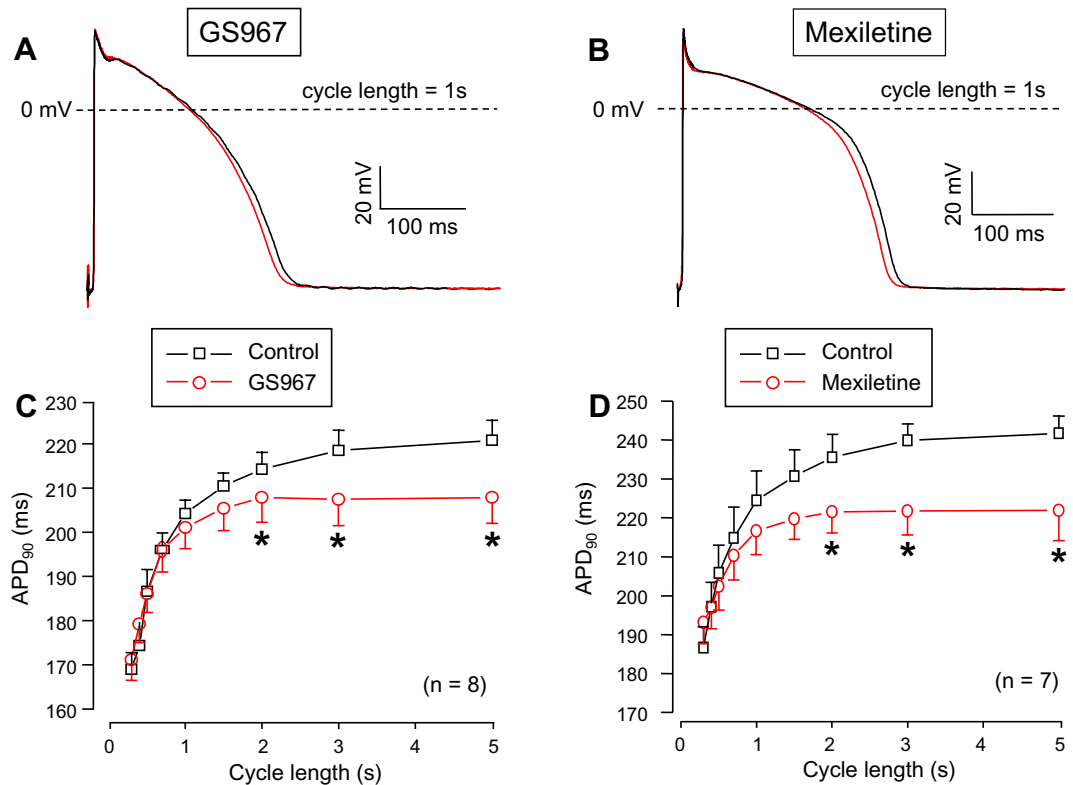 A
GS967
0 mV
cycle length = 1s
20 mV
100 ms
B
Mexiletine
0 mV
cycle length = 1s
20 mV
100 ms
C
Control
GS967
230
220
210
200
190
180
170
160
APD90 (ms)
*
*
*
(n = 8)
0
1
2
3
4
5
Cycle length (s)
D
Control
Mexiletine
250
240
230
220
210
200
190
180
170
APD90 (ms)
*
*
*
(n = 7)
0
1
2
3
4
5
Cycle length (s)